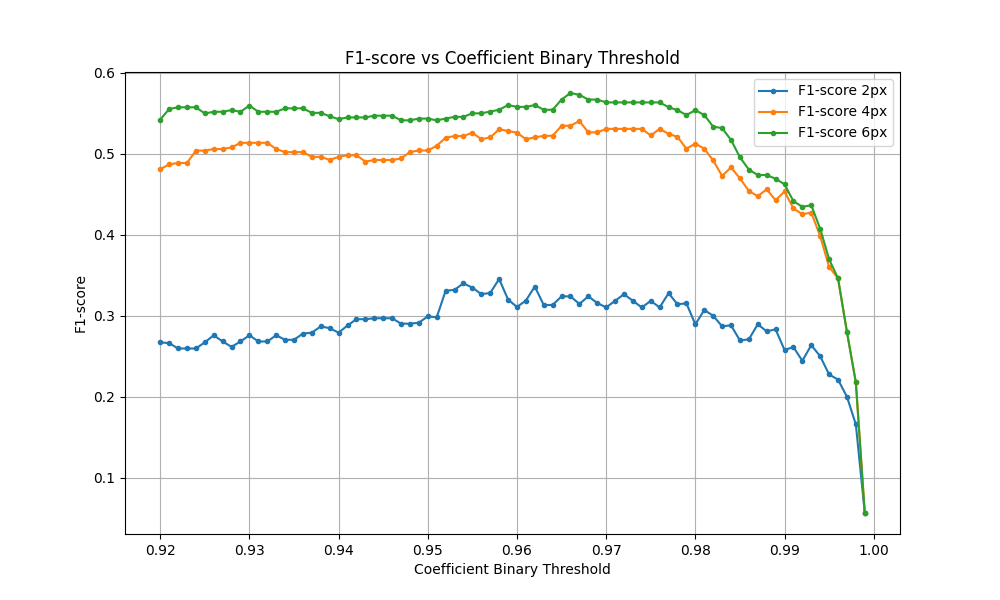 F1-score vs Coefficient Binary Threshold
F1-score 2px
F1-score 4px
F1-score 6px
F1-score
0.6
0.5
0.4
0.3
0.2
0.1
0.92 0.93 0.94 0.95 0.96 0.97 0.98 0.99 1.00
Coefficient Binary Threshold